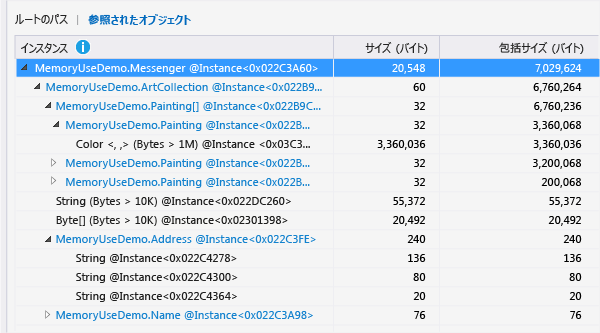 ルートのパス | 参照されたオブジェクト
インスタンス サイズ (バイト) 包括サイズ (バイト)
MemoryUseDemo.Messenger @Instance<0x022C3A60> 20,548 7,029,624
MemoryUseDemo.ArtCollection @Instance<0x022B9... 60 6,760,264
MemoryUseDemo.Painting[] @Instance<0x022B9C... 32 6,760,236
MemoryUseDemo.Painting @Instance<0x022B... 32 3,360,068
Color <, ,> (Bytes > 1M) @Instance <0x03C3... 3,360,036 3,360,036
MemoryUseDemo.Painting @Instance<0x022B... 32 3,200,068
MemoryUseDemo.Painting @Instance<0x022B... 32 200,068
String (Bytes > 10K) @Instance<0x022DC260> 55,372 55,372
Byte[] (Bytes > 10K) @Instance<0x02301398> 20,492 20,492
MemoryUseDemo.Address @Instance<0x022C3FE> 240 240
String @Instance<0x022C4278> 136 136
String @Instance<0x022C4300> 80 80
String @Instance<0x022C4364> 20 20
MemoryUseDemo.Name @Instance<0x022C3A98> 76 76